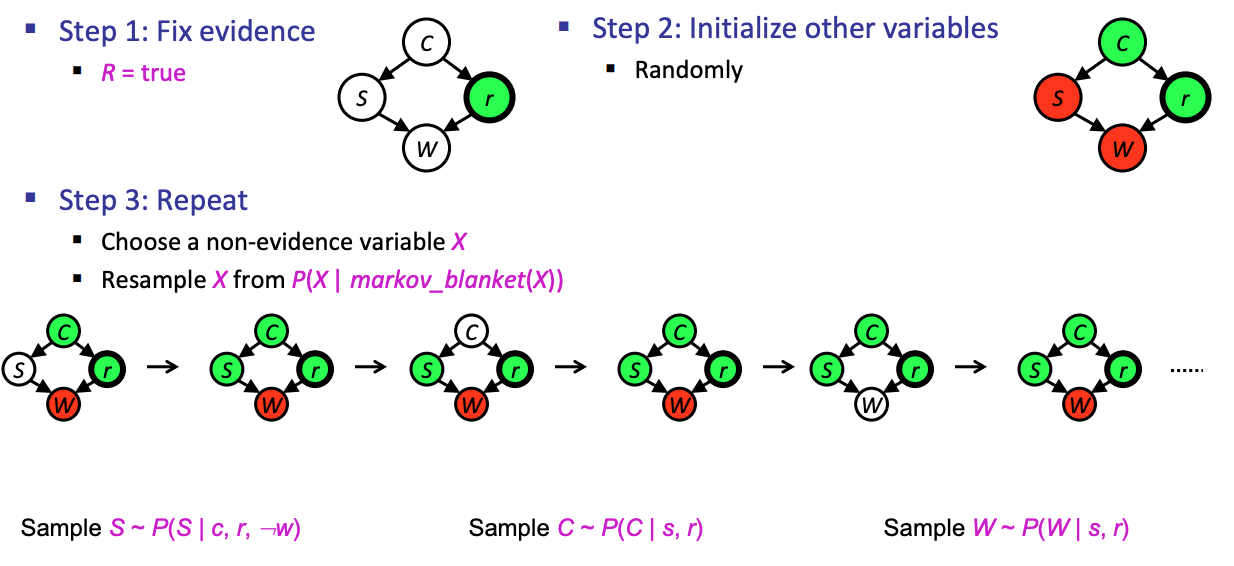 Step 1: Fix evidence
R = true
C
S
r
W
Step 2: Initialize other variables
Randomly
C
S
r
W
Step 3: Repeat
Choose a non-evidence variable X
Resample X from P(X | markov_blanket(X))
C C C C C C
S r S r S r S r S r S r ......
W W W W W W
Sample S ~ P(S | c, r, ¬w)
Sample C ~ P(C | s, r)
Sample W ~ P(W | s, r)